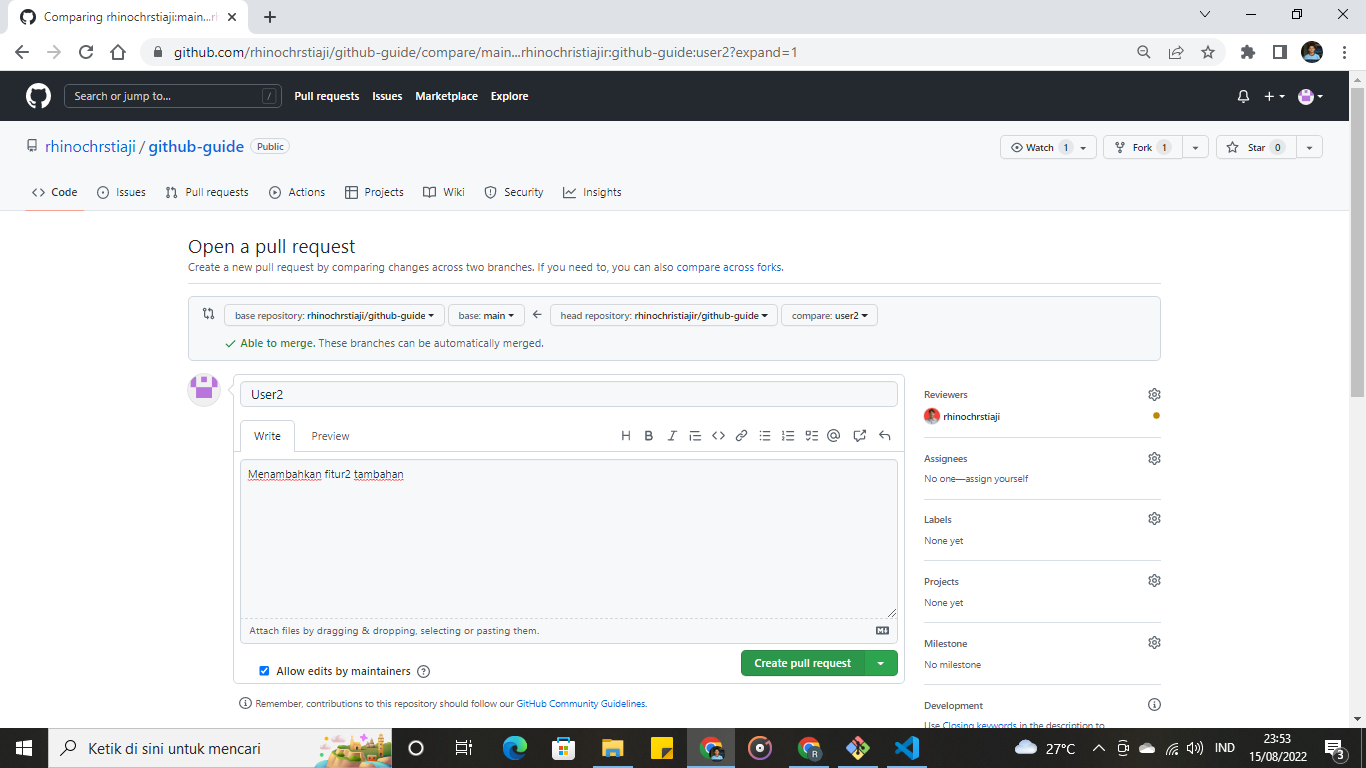 Comparing rhinochrstiaji:main...rh
github.com/rhinochrstiaji/github-guide/compare/main...rhinochristiajir:github-guide:user2?expand=1
Search or jump to... / Pull requests Issues Marketplace Explore
rhinochrstiaji / github-guide Public Watch 1 Fork 1 Star 0
Code Issues Pull requests Actions Projects Wiki Security Insights
Open a pull request
Create a new pull request by comparing changes across two branches. If you need to, you can also compare across forks.
base repository: rhinochrstiaji/github-guide base: main head repository: rhinochristiajir/github-guide compare: user2
Able to merge. These branches can be automatically merged.
User2
Write Preview
Menambahkan fitur2 tambahan
Attach files by dragging & dropping, selecting or pasting them.
Allow edits by maintainers
Create pull request
Remember, contributions to this repository should follow our GitHub Community Guidelines.
Reviewers
rhinochrstiaji
Assignees
No one—assign yourself
Labels
None yet
Projects
None yet
Milestone
No milestone
Development
Use Closing keywords in the description to
Ketik di sini untuk mencari
27°C
IND
23:53
15/08/2022
3